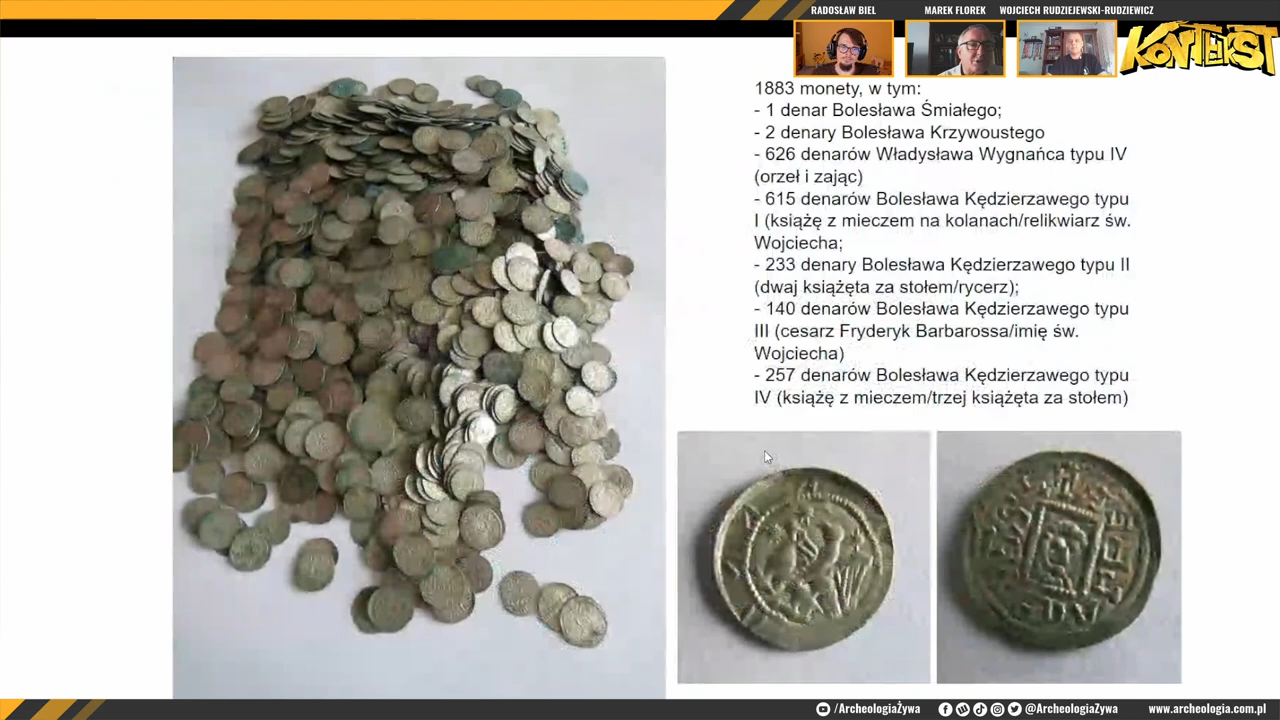 RADOSŁAW BIEL
MAREK FLOREK
WOJCIECH RUDZIEJEWSKI-RUDZIEWICZ
KONTEKST
1883 monety, w tym:
- 1 denar Bolesława Śmiałego;
- 2 denary Bolesława Krzywoustego
- 626 denarów Władysława Wygnańca typu IV
(orzeł i zając)
- 615 denarów Bolesława Kędzierzawego typu
I (książę z mieczem na kolanach/relikwiarz św.
Wojciecha;
- 233 denary Bolesława Kędzierzawego typu II
(dwaj książęta za stołem/rycerz);
- 140 denarów Bolesława Kędzierzawego typu
III (cesarz Fryderyk Barbarossa/imię św.
Wojciecha)
- 257 denarów Bolesława Kędzierzawego typu
IV (książę z mieczem/trzej książęta za stołem)
/ArcheologiaŻywa
@ArcheologiaŻywa
www.archeologia.com.pl